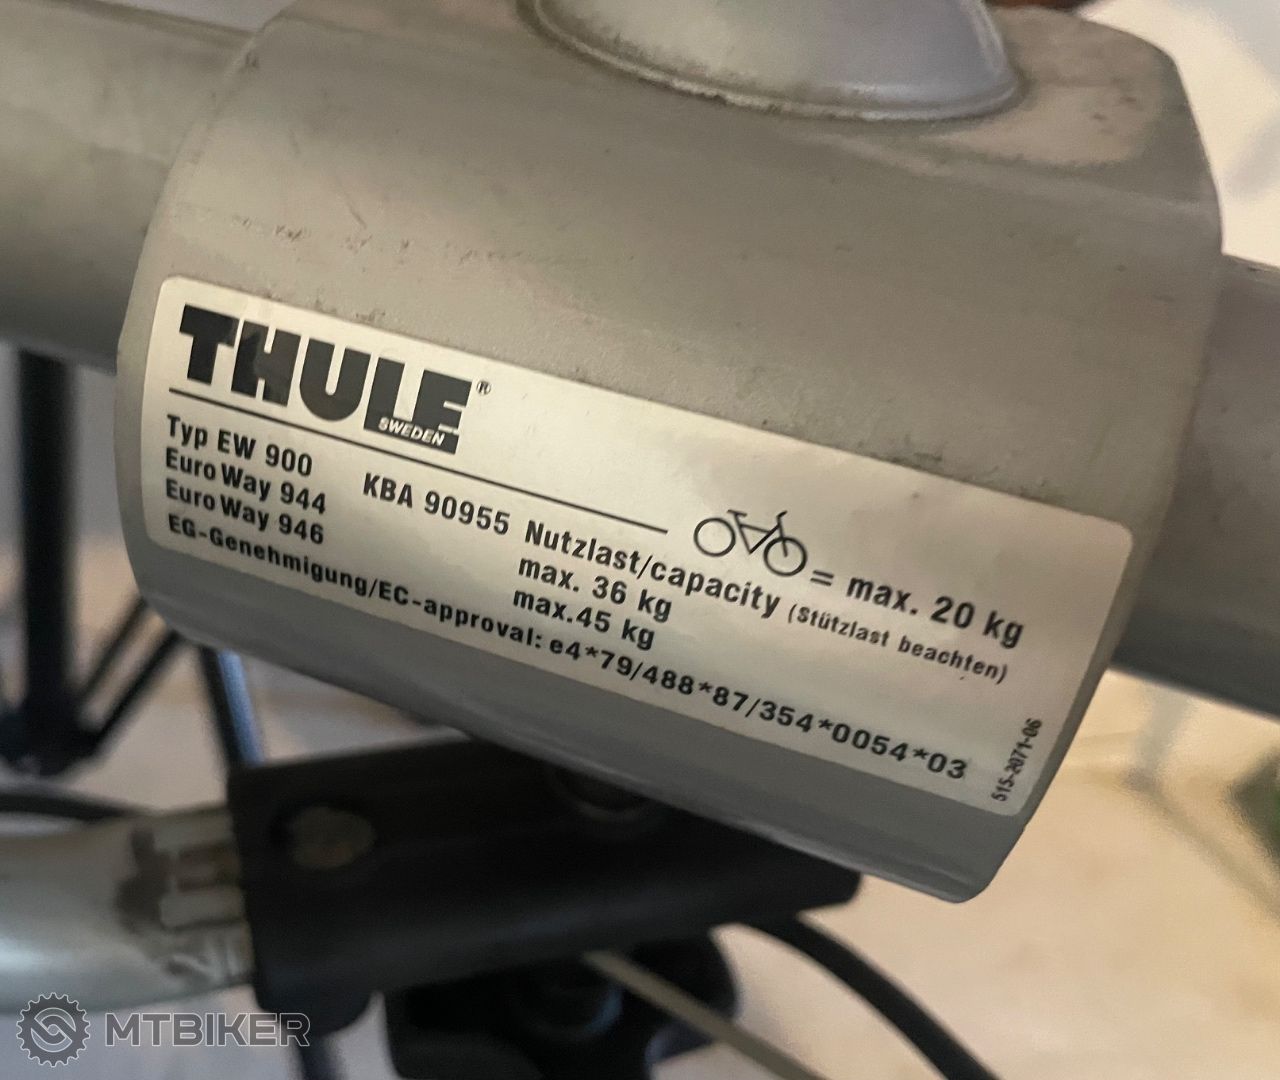 THULE®
SWEDEN
= max. 20 kg
Typ EW 900 KBA 90955 Nutzlast/capacity (Stützlast beachten)
Euro Way 944 max. 36 kg
Euro Way 946 max.45 kg
EG-Genehmigung/EC-approval: e4*79/488*87/354*0054*03
515-2071-06
MTBIKER